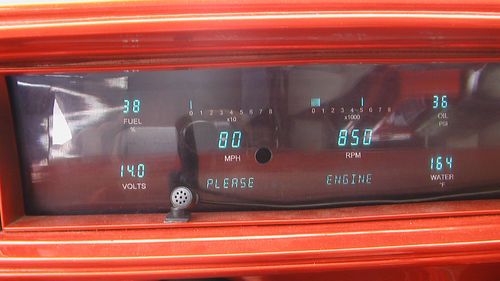 38
FUEL
%
0 1 2 3 4 5 6 7 8
x10
80
MPH
0 1 2 3 4 5 6 7 8
x1000
850
RPM
36
OIL
PSI
14.0
VOLTS
PLEASE
ENGINE
164
WATER
°F